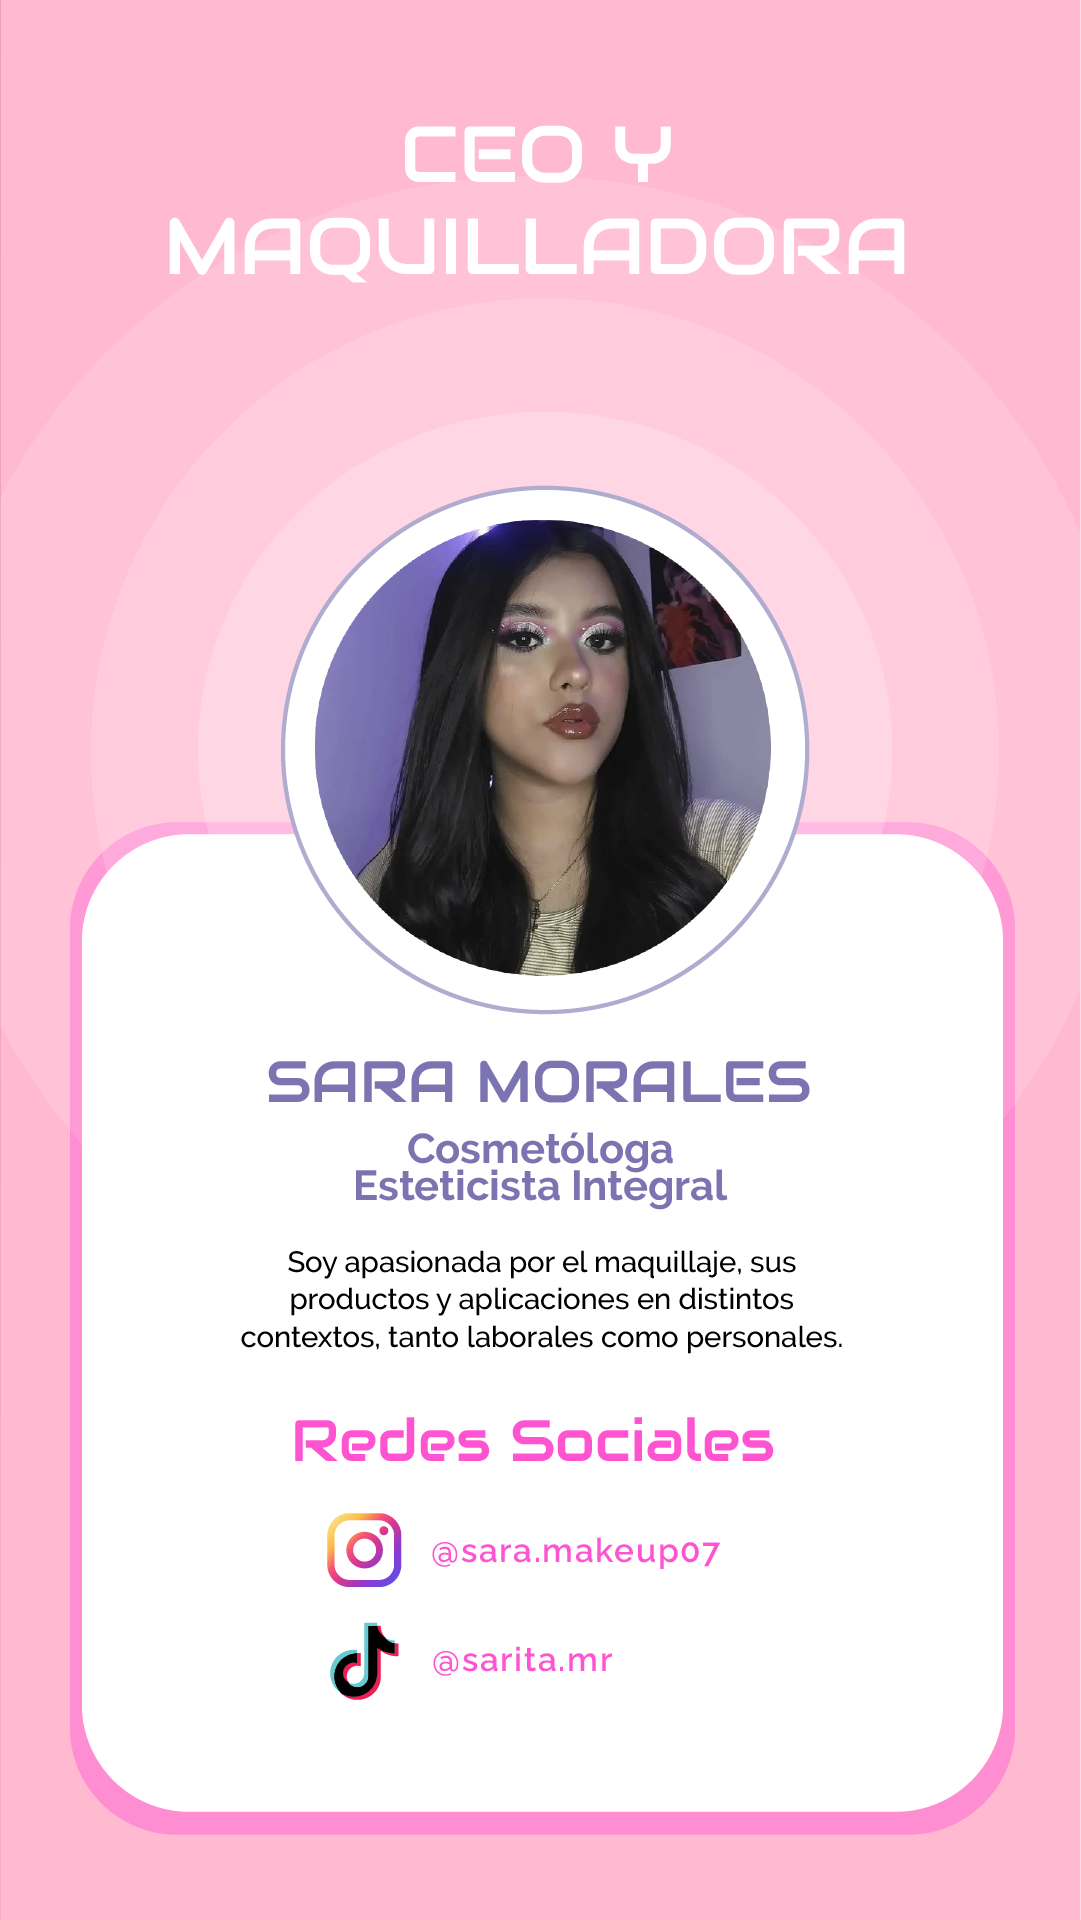 CEO Y
MAQUILLADORA
SARA MORALES
Cosmetóloga
Esteticista Integral
Soy apasionada por el maquillaje, sus
productos y aplicaciones en distintos
contextos, tanto laborales como personales.
Redes Sociales
@sara.makeup07
@sarita.mr